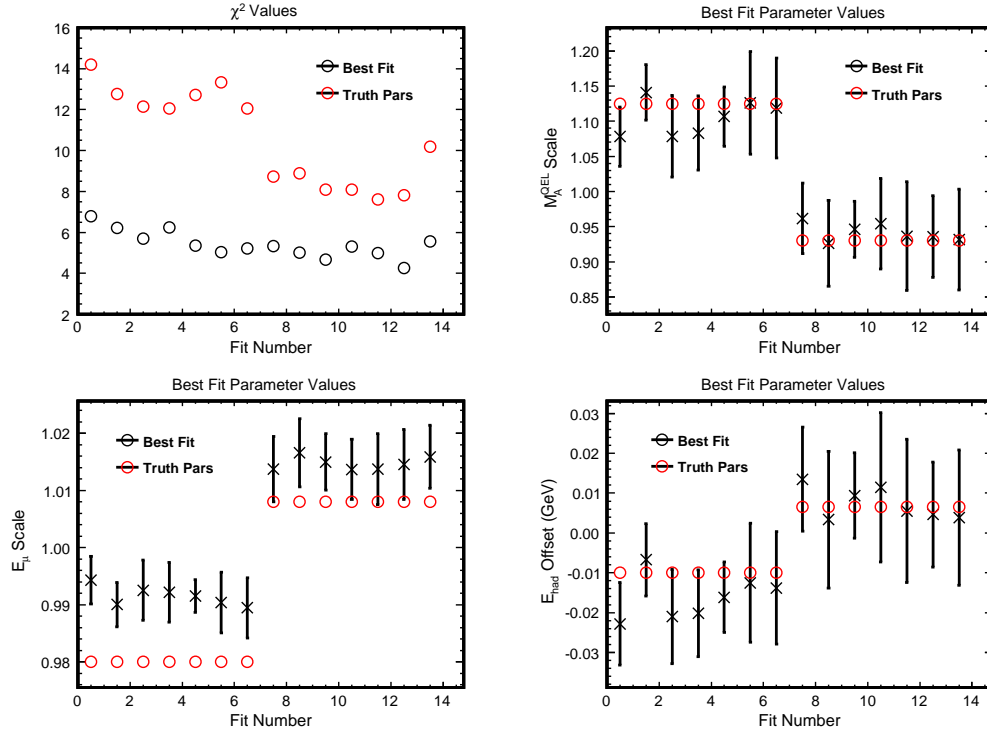 χ² Values
16
14
12
10
8
6
4
2
0 2 4 6 8 10 12 14
Best Fit
Truth Pars
Fit Number
Best Fit Parameter Values
M_A^QEL Scale
1.20
1.15
1.10
1.05
1.00
0.95
0.90
0.85
0 2 4 6 8 10 12 14
Best Fit
Truth Pars
Fit Number
Best Fit Parameter Values
E_μ Scale
1.02
1.01
1.00
0.99
0.98
0 2 4 6 8 10 12 14
Best Fit
Truth Pars
Fit Number
Best Fit Parameter Values
E_had Offset (GeV)
0.03
0.02
0.01
0.00
-0.01
-0.02
-0.03
0 2 4 6 8 10 12 14
Best Fit
Truth Pars
Fit Number